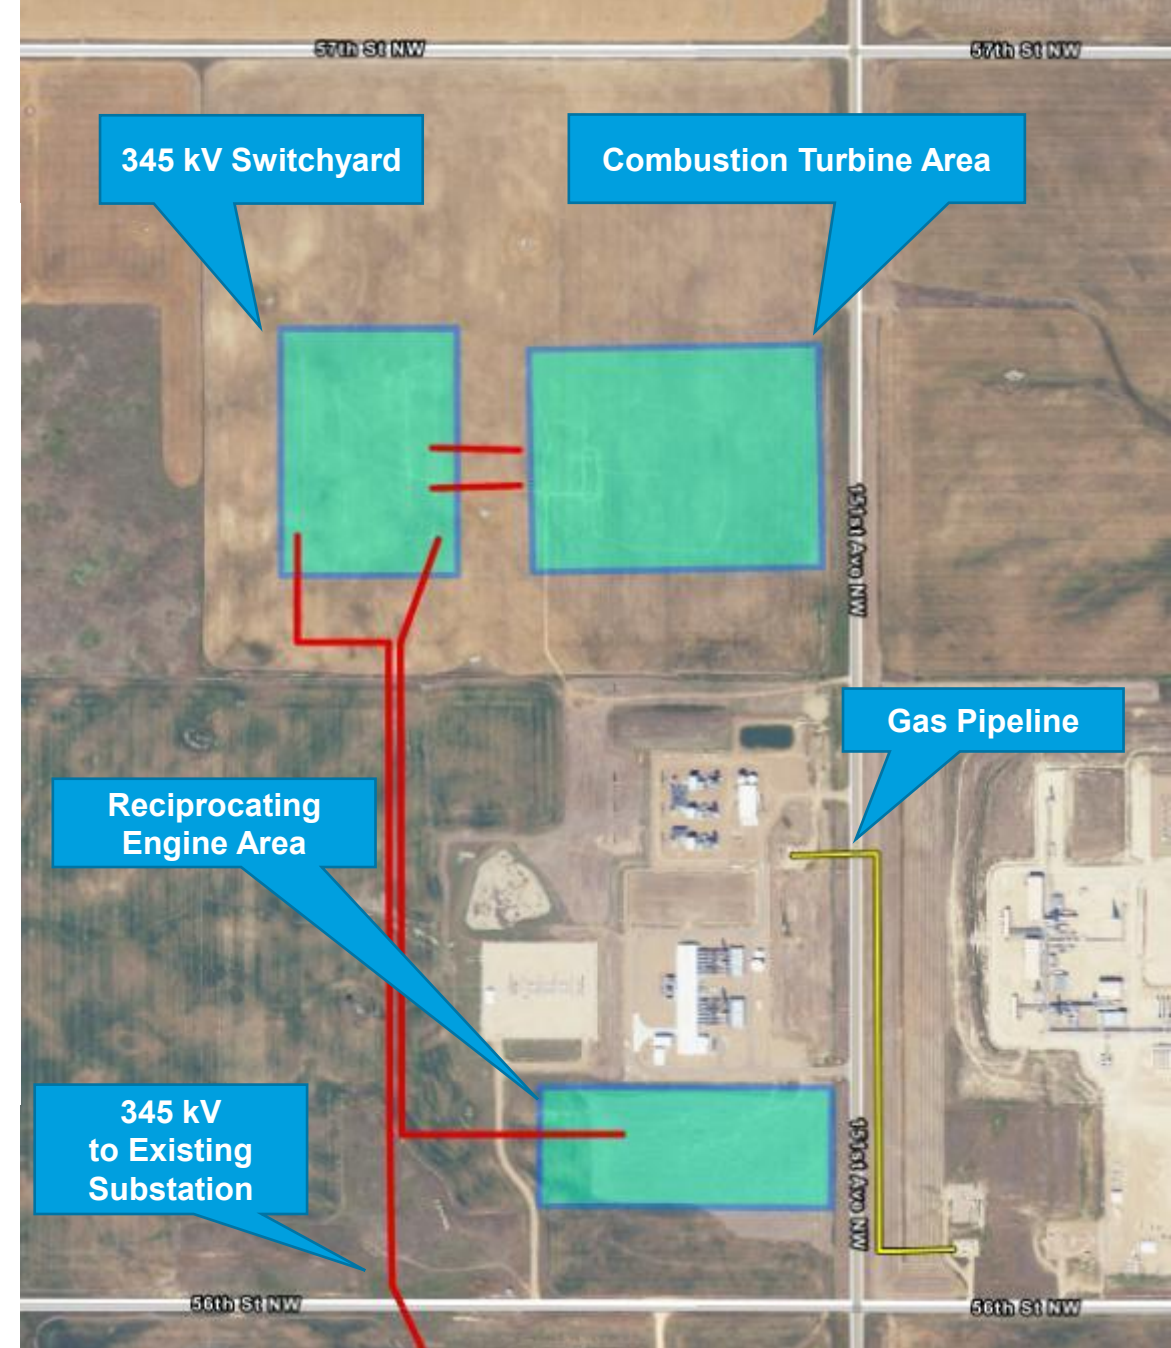 57th St NW
57th St NW
345 kV Switchyard
Combustion Turbine Area
151st Ave NW
Gas Pipeline
Reciprocating
Engine Area
345 kV
to Existing
Substation
151st Ave NW
56th St NW
56th St NW